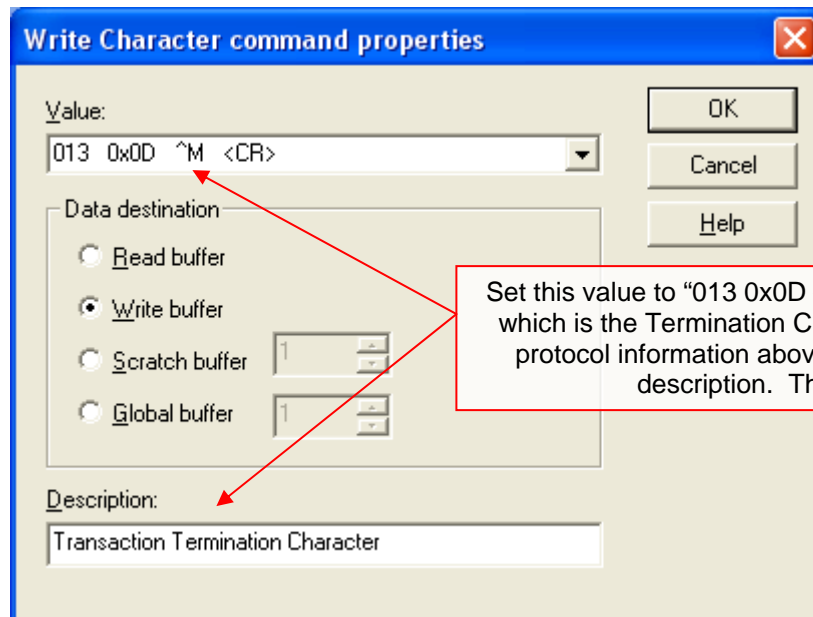 Write Character command properties
Value:
OK
013 0x0D ^M <CR>
Cancel
Data destination
Help
Read buffer
Write buffer
Scratch buffer 1
Global buffer 1
Set this value to “013 0x0D
which is the Termination C
protocol information abov
description. Th
Description:
Transaction Termination Character